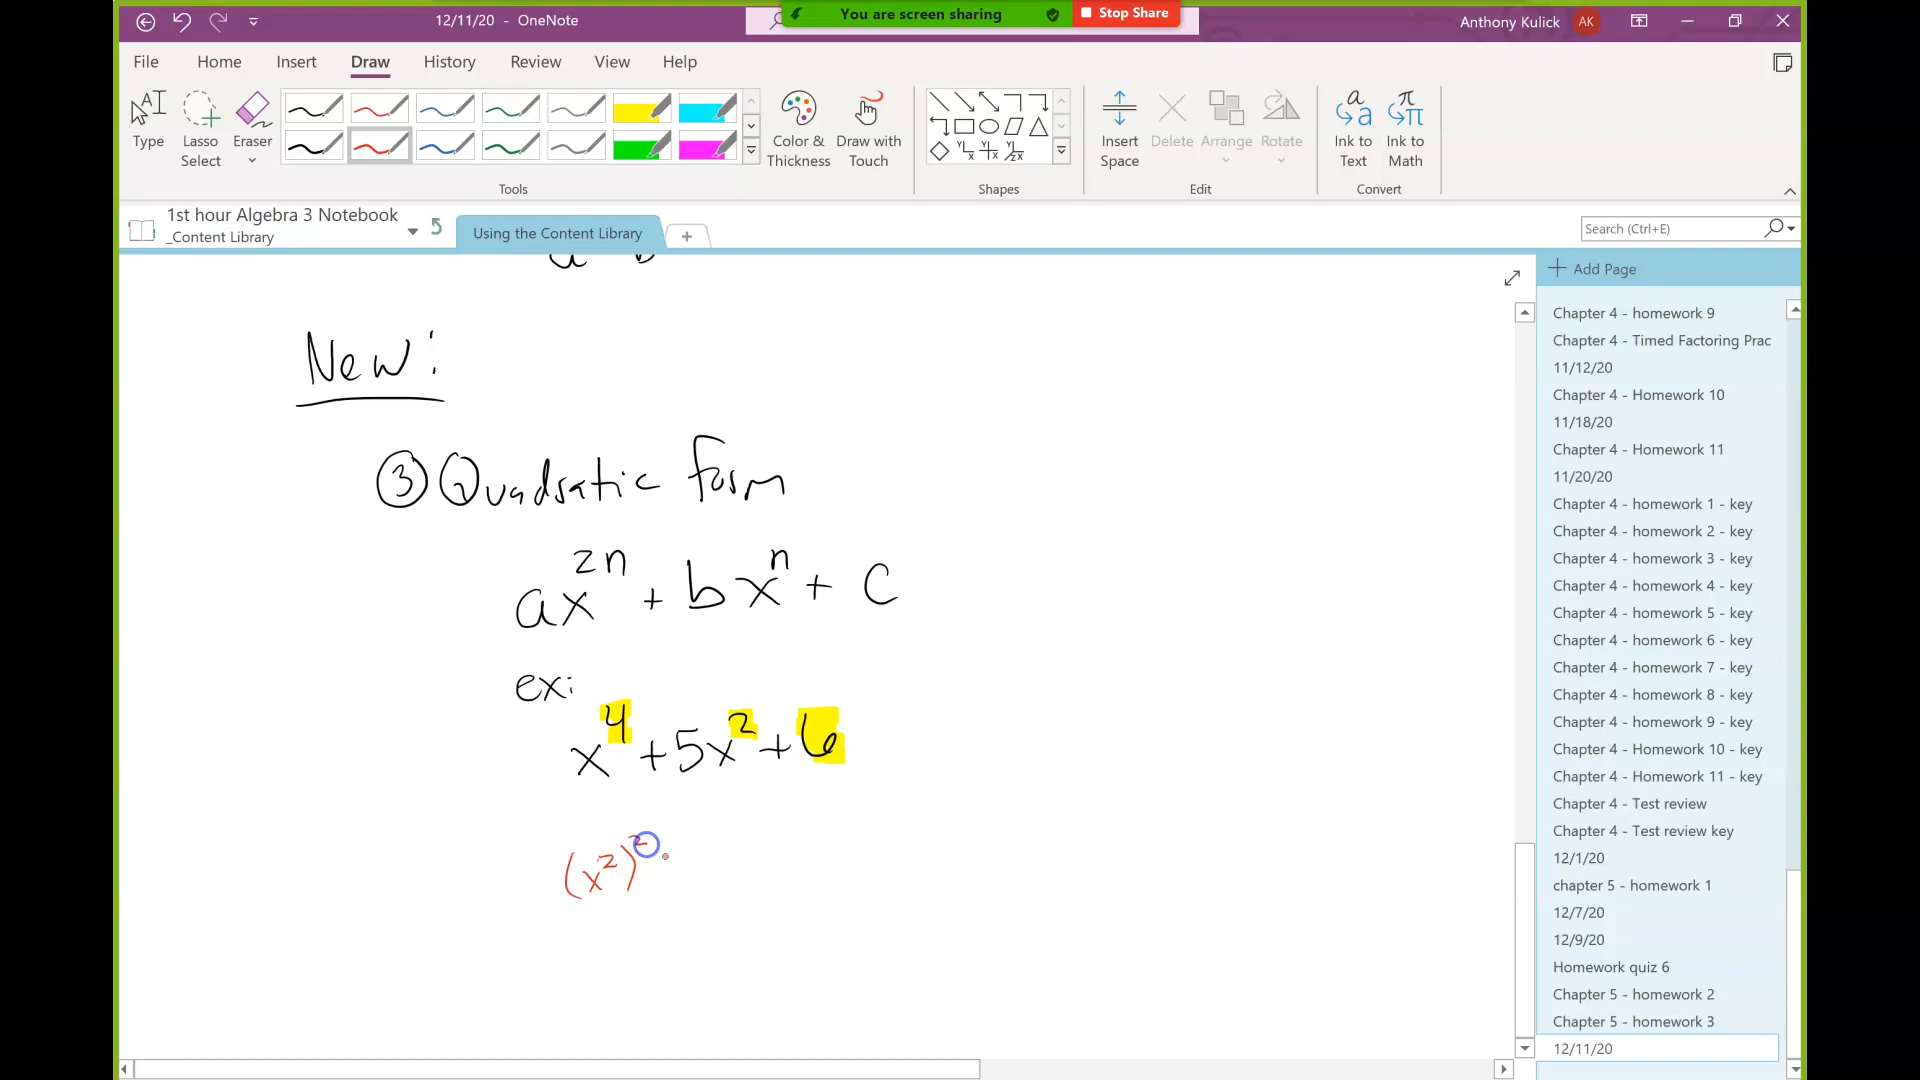 12/11/20 - OneNote
You are screen sharing
Stop Share
Anthony Kulick
AK
File Home Insert Draw History Review View Help
Type
Lasso Select
Eraser
Color & Thickness
Draw with Touch
Insert Space
Delete
Arrange
Rotate
Ink to Text
Ink to Math
Tools
Shapes
Edit
Convert
1st hour Algebra 3 Notebook
_Content Library
Using the Content Library
Search (Ctrl+E)
New:
③ Quadratic form
ax^2n + bx^n + c
ex:
x^4 + 5x^2 + 6
(x^2)^2
Add Page
Chapter 4 - homework 9
Chapter 4 - Timed Factoring Prac
11/12/20
Chapter 4 - Homework 10
11/18/20
Chapter 4 - Homework 11
11/20/20
Chapter 4 - homework 1 - key
Chapter 4 - homework 2 - key
Chapter 4 - homework 3 - key
Chapter 4 - homework 4 - key
Chapter 4 - homework 5 - key
Chapter 4 - homework 6 - key
Chapter 4 - homework 7 - key
Chapter 4 - homework 8 - key
Chapter 4 - homework 9 - key
Chapter 4 - Homework 10 - key
Chapter 4 - Homework 11 - key
Chapter 4 - Test review
Chapter 4 - Test review key
12/1/20
chapter 5 - homework 1
12/7/20
12/9/20
Homework quiz 6
Chapter 5 - homework 2
Chapter 5 - homework 3
12/11/20